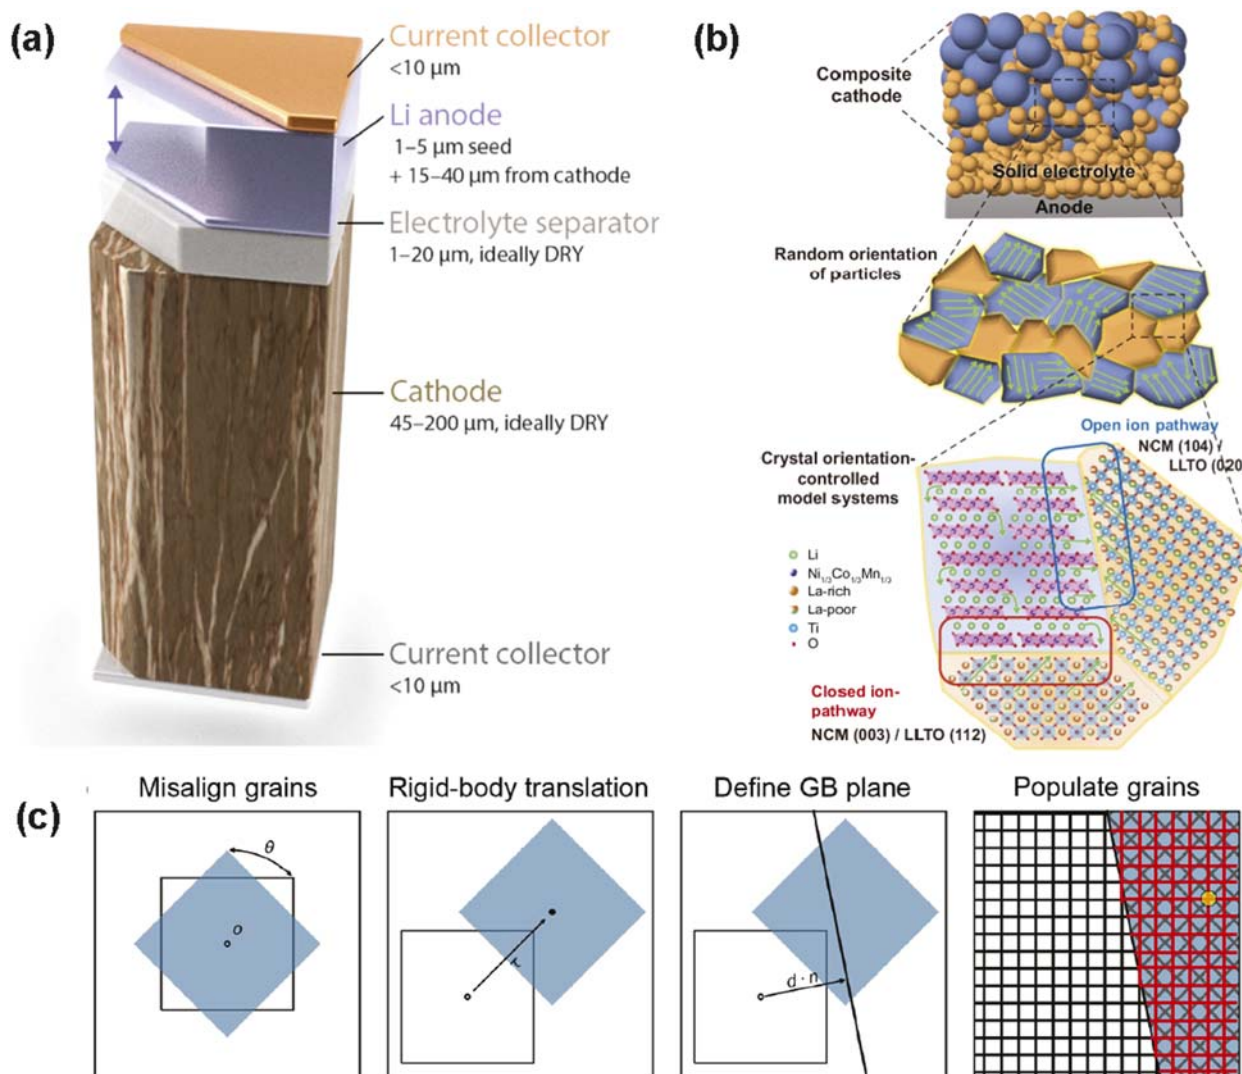 (a)
Current collector
<10 µm
Li anode
1–5 µm seed
+ 15–40 µm from cathode
Electrolyte separator
1–20 µm, ideally DRY
Cathode
45–200 µm, ideally DRY
Current collector
<10 µm
(b)
Composite
cathode
Solid electrolyte
Anode
Random orientation
of particles
Open ion pathway
NCM (104) /
LLTO (020)
Crystal orientation-
controlled
model systems
Li
Ni1/3Co1/3Mn1/3
La-rich
La-poor
Ti
O
Closed ion-
pathway
NCM (003) / LLTO (112)
(c)
Misalign grains
Rigid-body translation
Define GB plane
Populate grains
θ
o
d · n